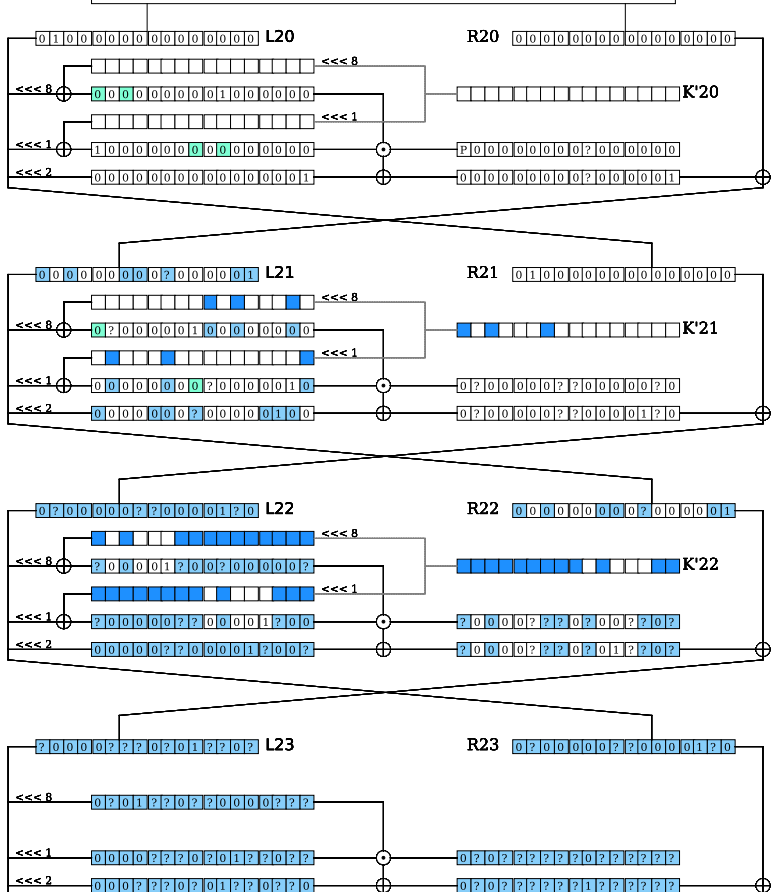 0 1 0 0 0 0 0 0 0 0 0 0 0 0 0 0 L20 R20 0 0 0 0 0 0 0 0 0 0 0 0 0 0 0 0
<<< 8
<<< 8 0 0 0 0 0 0 0 0 0 1 0 0 0 0 0 0 K'20
<<< 1
<<< 1 1 0 0 0 0 0 0 0 0 0 0 0 0 0 0 0 P 0 0 0 0 0 0 0 0 ? 0 0 0 0 0 0
<<< 2 0 0 0 0 0 0 0 0 0 0 0 0 0 0 0 1 0 0 0 0 0 0 0 0 0 ? 0 0 0 0 0 1
0 0 0 0 0 0 0 0 0 ? 0 0 0 0 0 1 L21 R21 0 1 0 0 0 0 0 0 0 0 0 0 0 0 0 0
<<< 8
<<< 8 0 ? 0 0 0 0 0 1 0 0 0 0 0 0 0 0 K'21
<<< 1
<<< 1 0 0 0 0 0 0 0 0 ? 0 0 0 0 0 1 0 0 ? 0 0 0 0 0 ? ? 0 0 0 0 0 ? 0
<<< 2 0 0 0 0 0 0 0 ? 0 0 0 0 0 1 0 0 0 ? 0 0 0 0 0 ? ? 0 0 0 0 1 ? 0
0 ? 0 0 0 0 0 ? ? 0 0 0 0 1 ? 0 L22 R22 0 0 0 0 0 0 0 0 0 ? 0 0 0 0 0 1
<<< 8
<<< 8 ? 0 0 0 0 1 ? 0 0 ? 0 0 0 0 0 ? K'22
<<< 1
<<< 1 ? 0 0 0 0 0 ? ? 0 0 0 0 1 ? 0 0 ? 0 0 0 0 ? ? ? 0 ? 0 0 ? ? 0 ?
<<< 2 0 0 0 0 0 ? ? 0 0 0 0 1 ? 0 0 ? ? 0 0 0 0 ? ? ? 0 ? 0 1 ? ? 0 ?
? 0 0 0 0 ? ? ? 0 ? 0 1 ? ? 0 ? L23 R23 0 ? 0 0 0 0 0 ? ? 0 0 0 0 1 ? 0
<<< 8 0 ? 0 1 ? ? 0 ? ? 0 0 0 0 ? ? ?
<<< 1 0 0 0 0 ? ? ? 0 ? 0 1 ? ? 0 ? ? 0 ? 0 ? ? ? ? ? ? 0 ? ? ? ? ? ?
<<< 2 0 0 0 ? ? ? 0 ? 0 1 ? ? 0 ? ? 0 0 ? 0 ? ? ? ? ? ? 1 ? ? ? ? ? ?